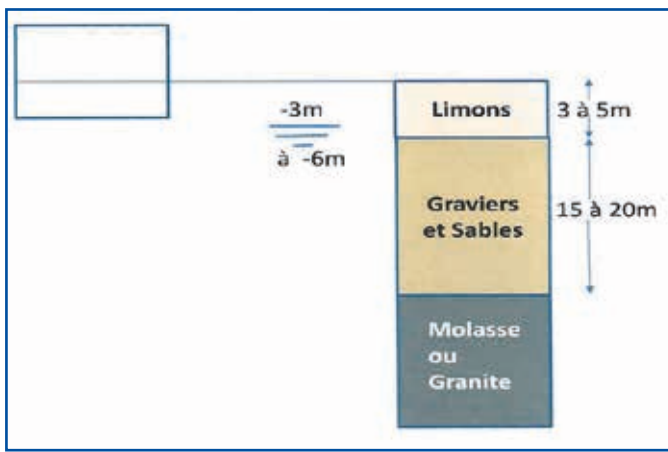 -3m
à -6m
Limons
3 à 5m
Graviers
et Sables
15 à 20m
Molasse
ou
Granite